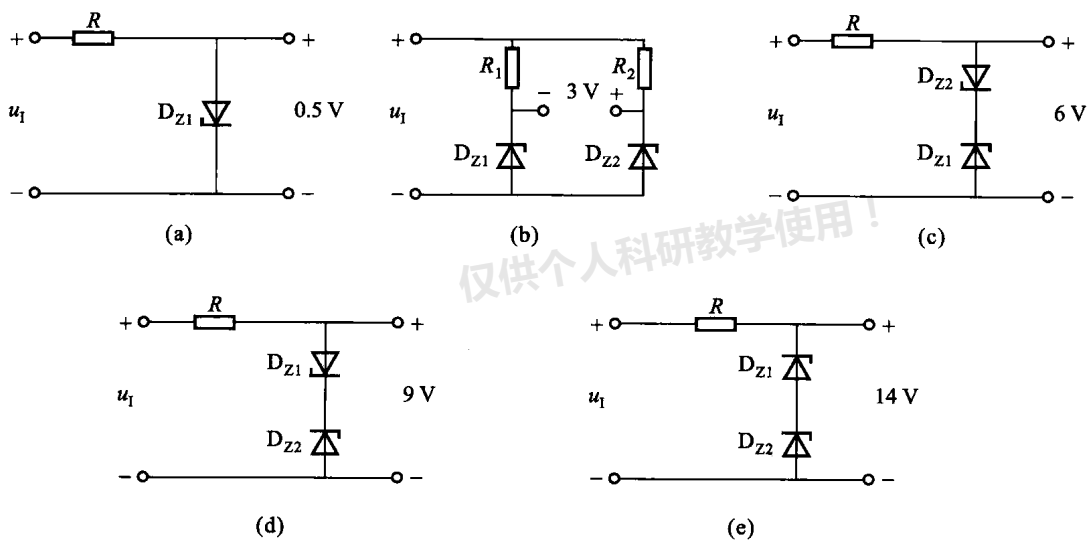 + R +
u_I D_Z1 0.5 V
− −
(a)
+
R_1 R_2
− 3 V +
u_I
D_Z1 D_Z2
−
(b)
+ R +
D_Z2
u_I 6 V
D_Z1
− −
(c)
仅供个人科研教学使用！
+ R +
D_Z1
u_I 9 V
D_Z2
− −
(d)
+ R +
D_Z1
u_I 14 V
D_Z2
− −
(e)